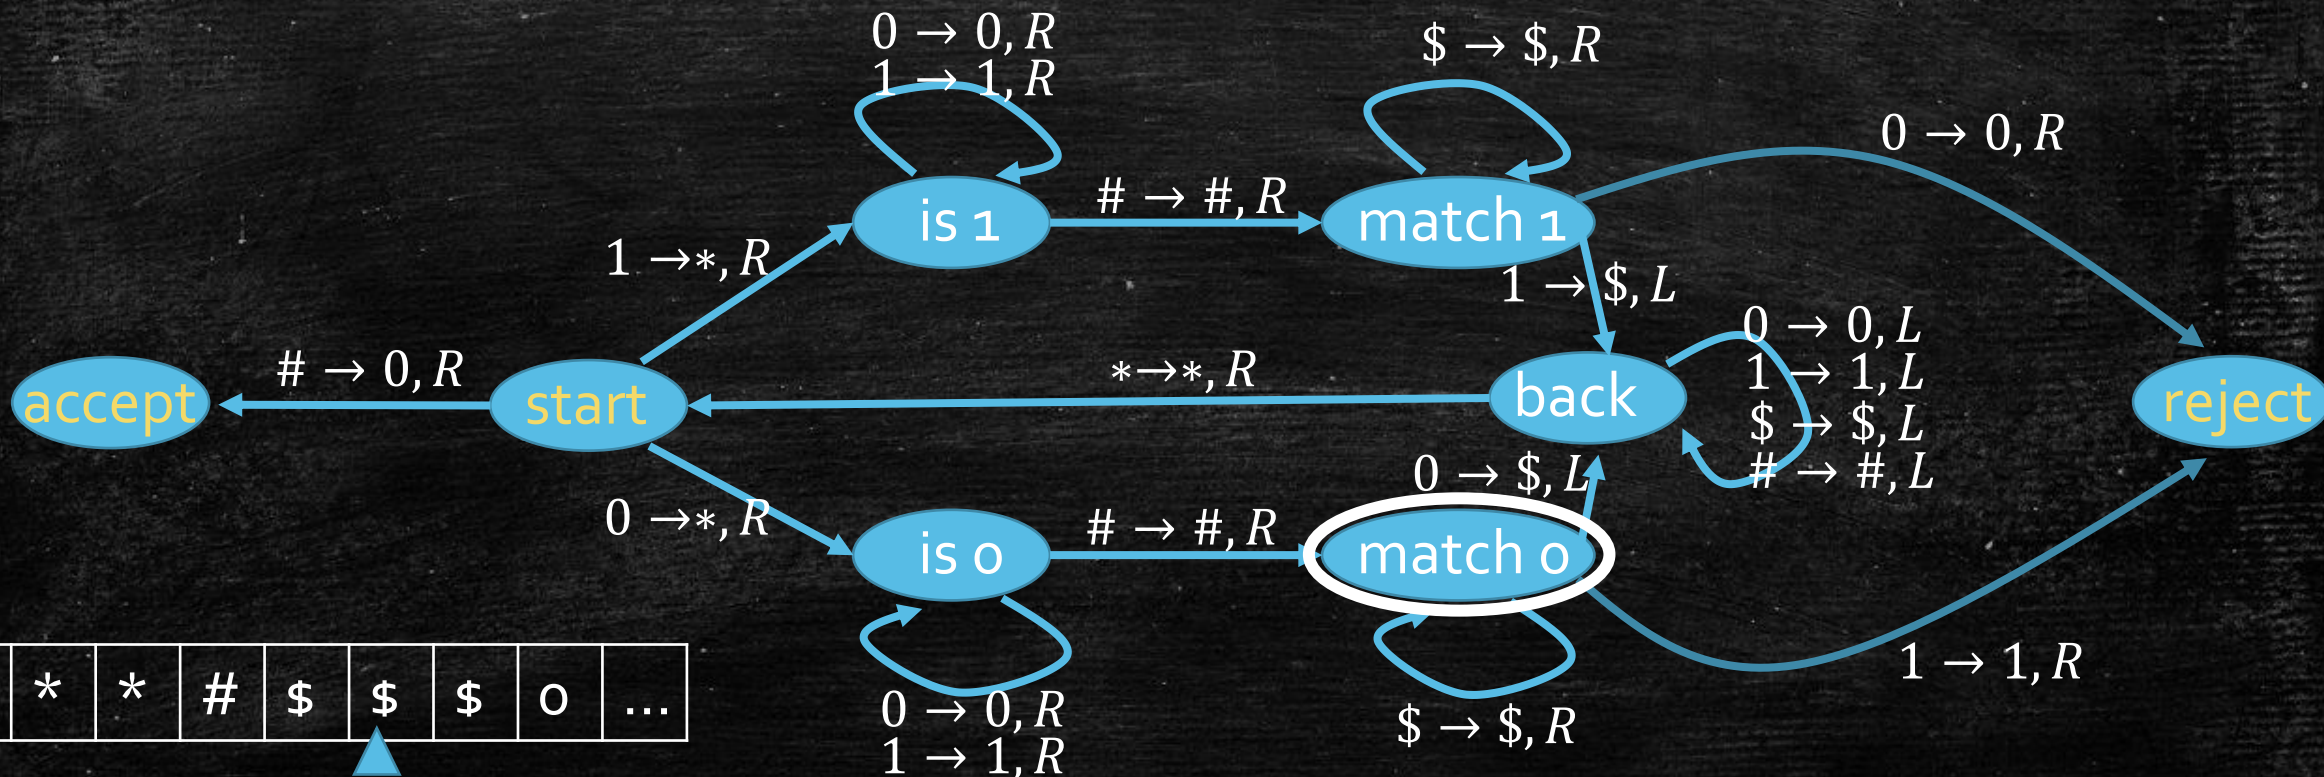 0 → 0, R
1 → 1, R
$ → $, R
0 → 0, R
is 1
# → #, R
match 1
1 →*, R
1 → $, L
0 → 0, L
1 → 1, L
$ → $, L
# → #, L
accept
# → 0, R
start
*→*, R
back
reject
0 → $, L
0 →*, R
is 0
# → #, R
match 0
1 → 1, R
* * # $ $ $ 0 ...
0 → 0, R
1 → 1, R
$ → $, R